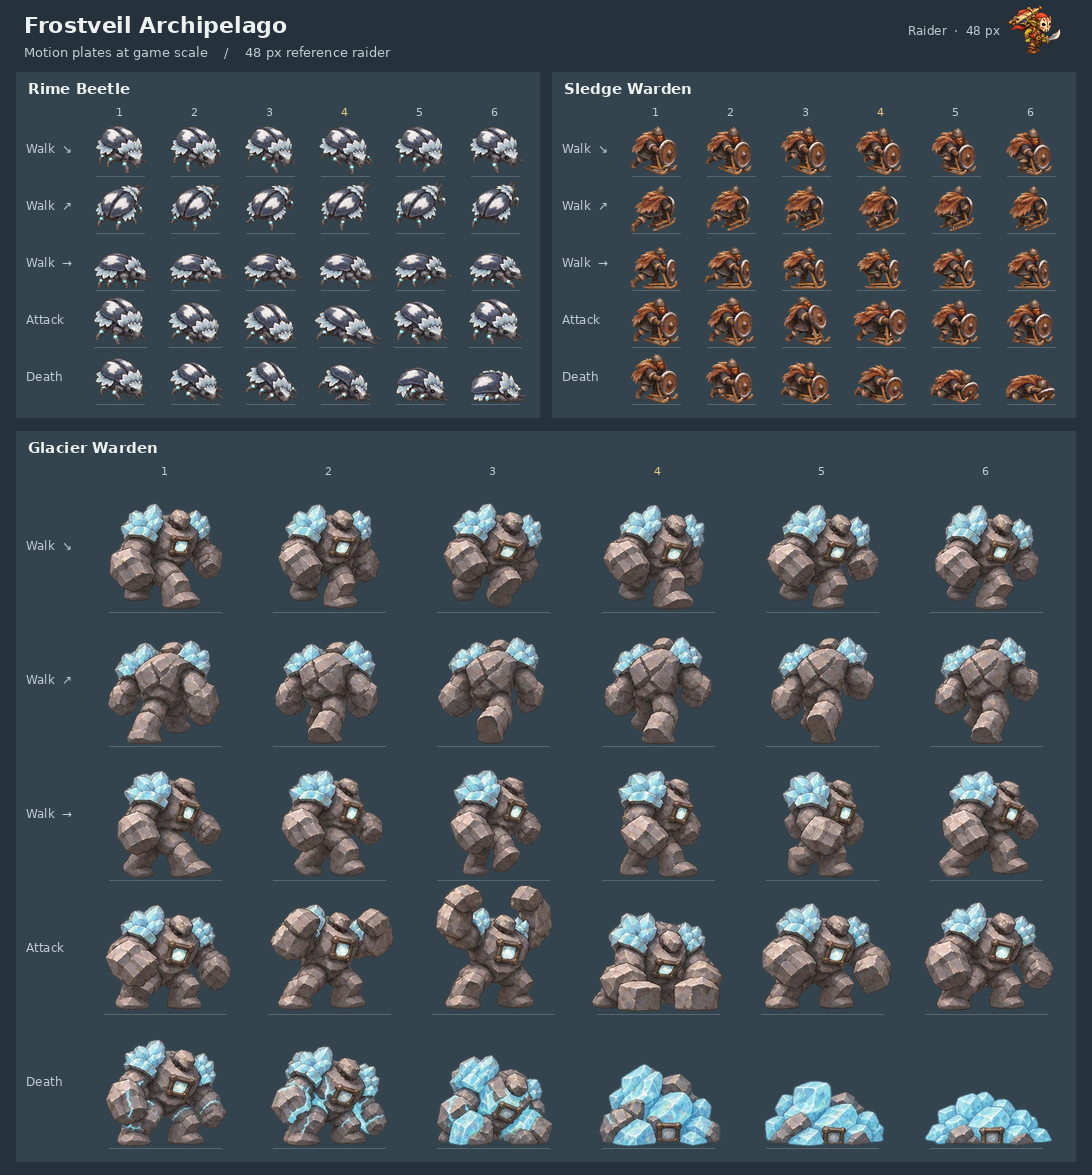 Frostveil Archipelago
Motion plates at game scale / 48 px reference raider
Raider · 48 px
Rime Beetle
1 2 3 4 5 6
Walk ↘
Walk ↗
Walk →
Attack
Death
Sledge Warden
1 2 3 4 5 6
Walk ↘
Walk ↗
Walk →
Attack
Death
Glacier Warden
1 2 3 4 5 6
Walk ↘
Walk ↗
Walk →
Attack
Death